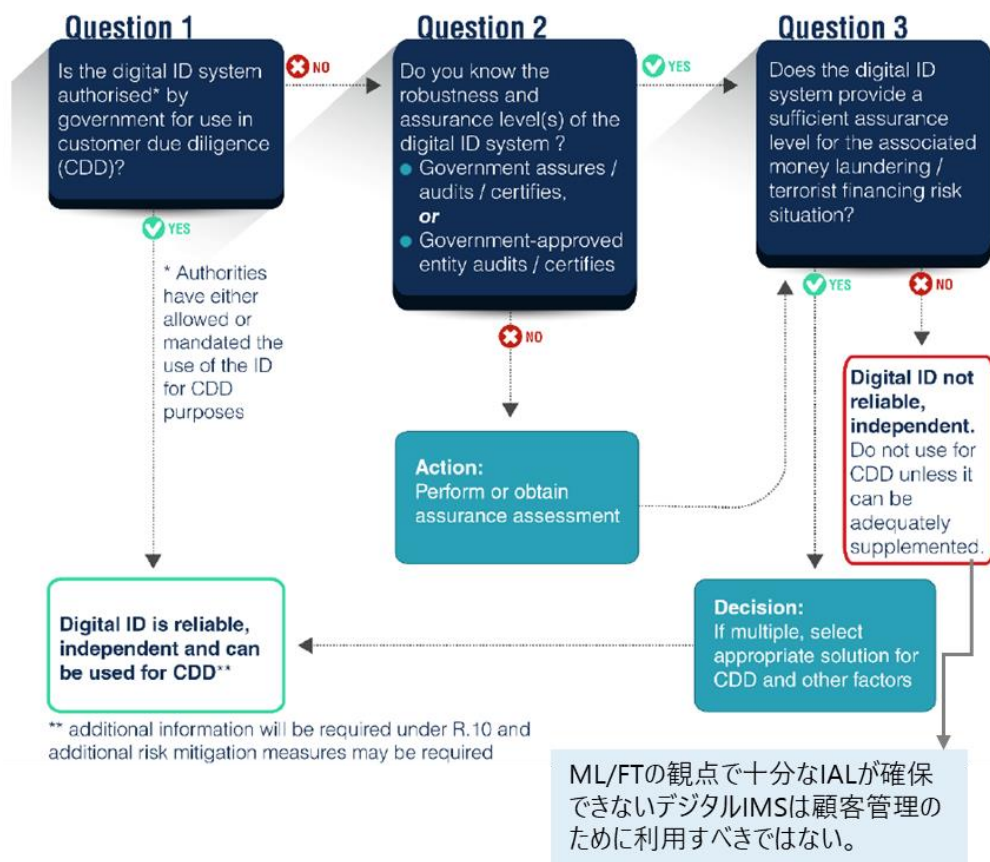 Question 1
Is the digital ID system
authorised* by
government for use in
customer due diligence
(CDD)?
NO
YES
* Authorities
have either
allowed or
mandated the
use of the ID
for CDD
purposes
Question 2
Do you know the
robustness and
assurance level(s) of the
digital ID system ?
Government assures /
audits / certifies,
or
Government-approved
entity audits / certifies
YES
NO
Question 3
Does the digital ID
system provide a
sufficient assurance
level for the associated
money laundering /
terrorist financing risk
situation?
YES
NO
Action:
Perform or obtain
assurance assessment
Digital ID not
reliable,
independent.
Do not use for
CDD unless it
can be
adequately
supplemented.
Decision:
If multiple, select
appropriate solution for
CDD and other factors
Digital ID is reliable,
independent and can
be used for CDD**
** additional information will be required under R.10 and
additional risk mitigation measures may be required
ML/FTの観点で十分なIALが確保
できないデジタルIMSは顧客管理の
ために利用すべきではない。